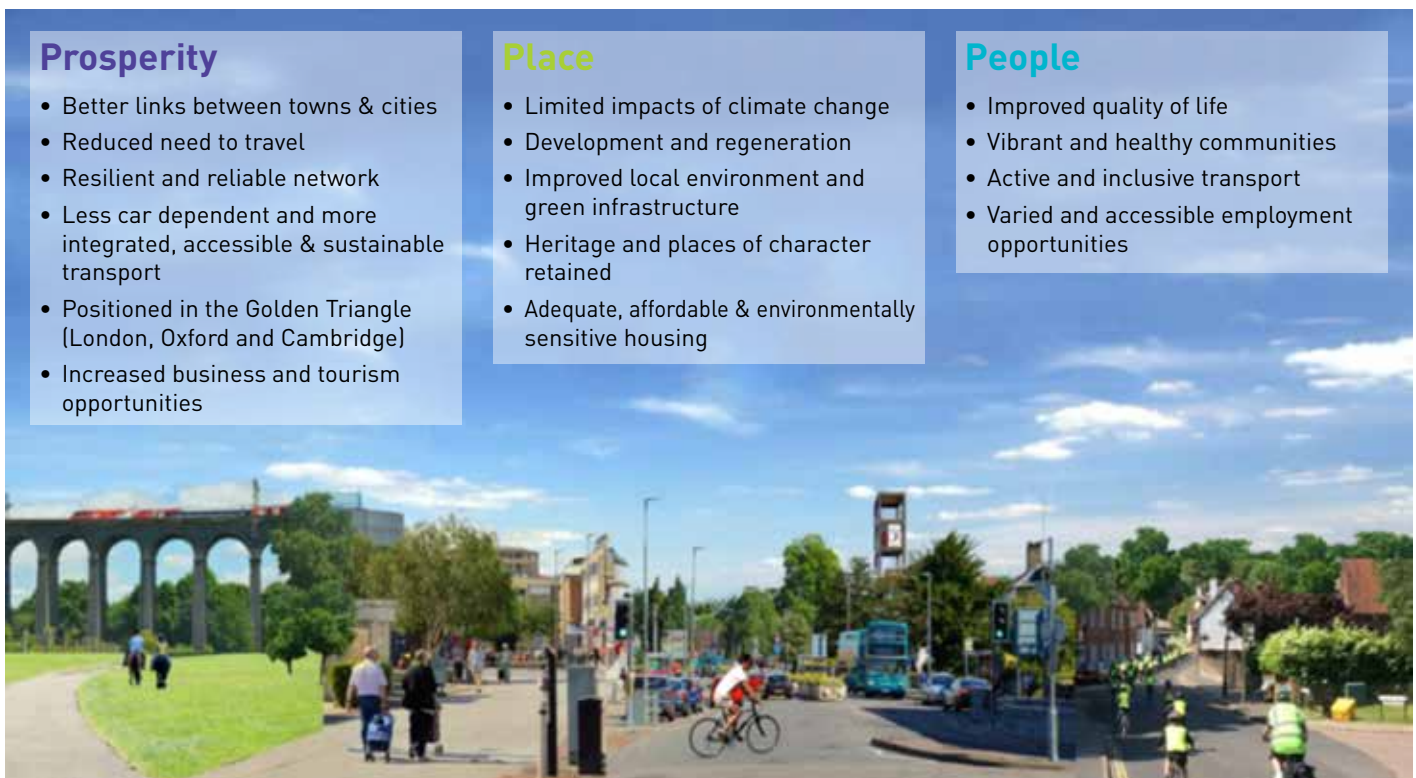 Prosperity
• Better links between towns & cities
• Reduced need to travel
• Resilient and reliable network
• Less car dependent and more
integrated, accessible & sustainable
transport
• Positioned in the Golden Triangle
(London, Oxford and Cambridge)
• Increased business and tourism
opportunities
Place
• Limited impacts of climate change
• Development and regeneration
• Improved local environment and
green infrastructure
• Heritage and places of character
retained
• Adequate, affordable & environmentally
sensitive housing
People
• Improved quality of life
• Vibrant and healthy communities
• Active and inclusive transport
• Varied and accessible employment
opportunities